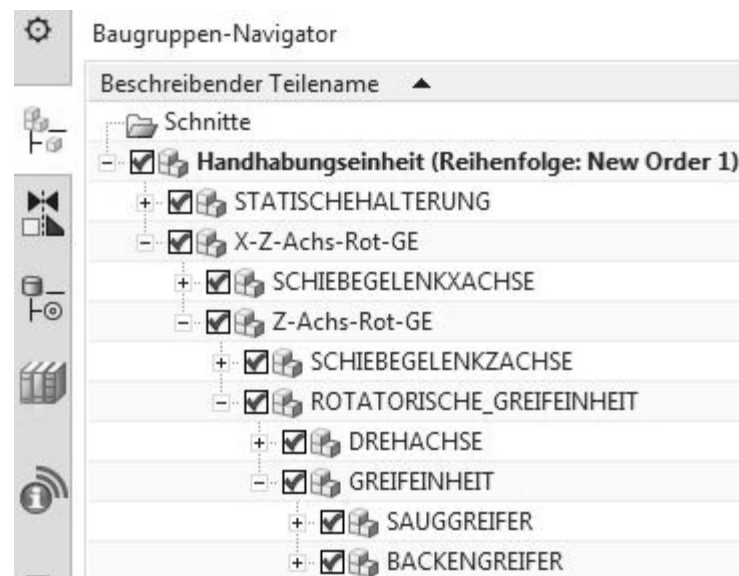 Baugruppen-Navigator
Beschreibender Teilename
Schnitte
Handhabungseinheit (Reihenfolge: New Order 1)
STATISCHEHALTERUNG
X-Z-Achs-Rot-GE
SCHIEBEGELENKXACHSE
Z-Achs-Rot-GE
SCHIEBEGELENKZACHSE
ROTATORISCHE_GREIFEINHEIT
DREHACHSE
GREIFEINHEIT
SAUGGREIFER
BACKENGREIFER